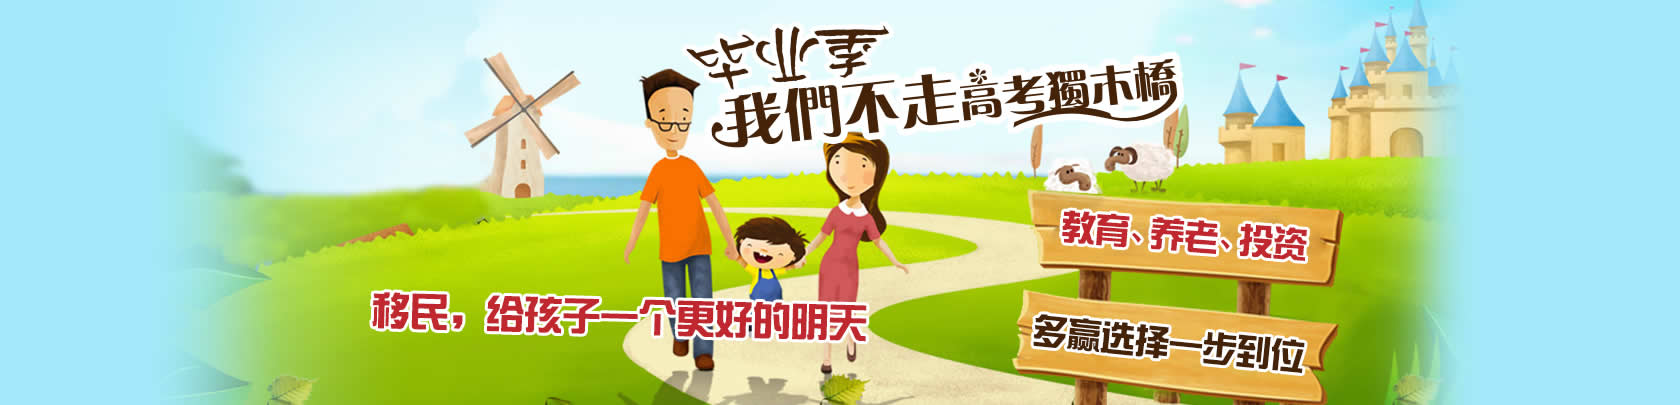 毕业季
我們不走高考獨木橋
教育、养老、投资
移民，给孩子一个更好的明天
多赢选择一步到位